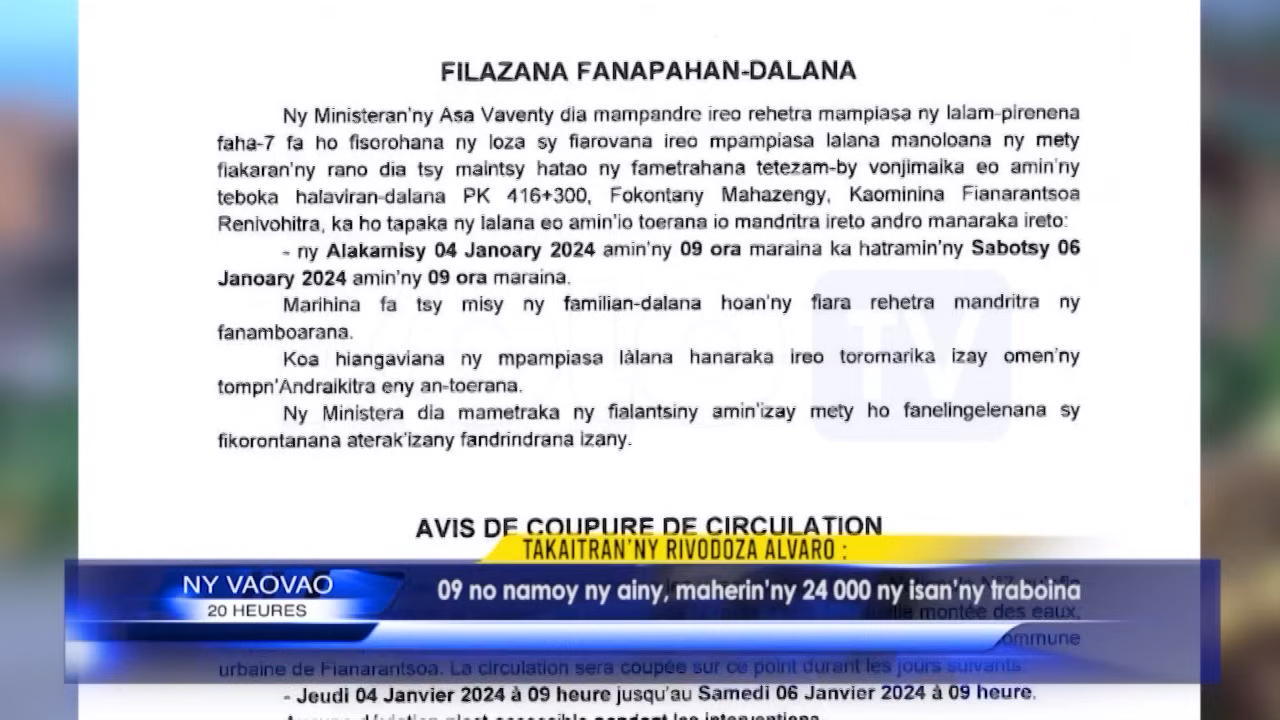 FILAZANA FANAPAHAN-DALANA
Ny Ministeran'ny Asa Vaventy dia mampandre ireo rehetra mampiasa ny lalam-pirenena
faha-7 fa ho fisorohana ny loza sy fiarovana ireo mpampiasa lalana manoloana ny mety
fiakaran'ny rano dia tsy maintsy hatao ny fametrahana tetezam-by vonjimaika eo amin'ny
teboka halaviran-dalana PK 416+300, Fokontany Mahazengy, Kaominina Fianarantsoa
Renivohitra, ka ho tapaka ny lalana eo amin'io toerana io mandritra ireto andro manaraka ireto:
- ny Alakamisy 04 Janoary 2024 amin'ny 09 ora maraina ka hatramin'ny Sabotsy 06
Janoary 2024 amin'ny 09 ora maraina.
Marihina fa tsy misy ny familian-dalana hoan'ny fiara rehetra mandritra ny
fanamboarana.
Koa hiangaviana ny mpampiasa làlana hanaraka ireo toromarika izay omen'ny
tompn'Andraikitra eny an-toerana.
Ny Ministera dia mametraka ny fialantsiny amin'izay mety ho fanelingelenana sy
fikorontanana aterak'izany fandrindrana izany.
TV
AVIS DE COUPURE DE CIRCULATION
TAKAITRAN'NY RIVODOZA ALVARO :
NY VAOVAO
20 HEURES
09 no namoy ny ainy, maherin'ny 24 000 ny isan'ny traboina
montée des eaux,
commune
urbaine de Fianarantsoa. La circulation sera coupée sur ce point durant les jours suivants:
- Jeudi 04 Janvier 2024 à 09 heure jusqu'au Samedi 06 Janvier 2024 à 09 heure.